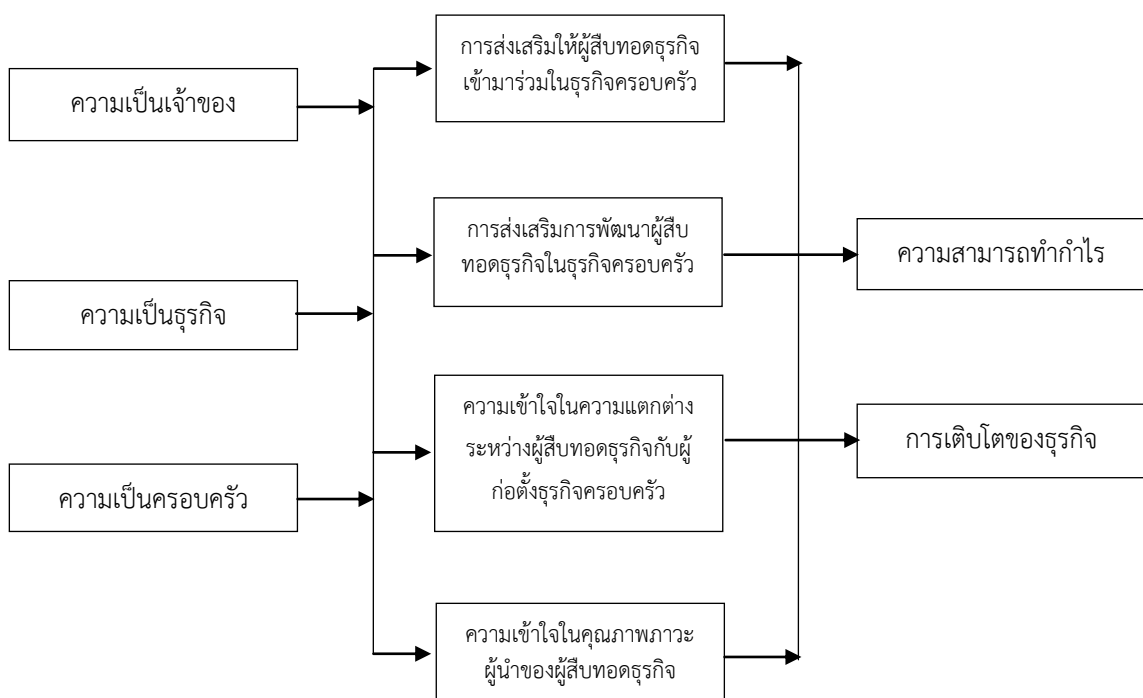 ความเป็นเจ้าของ
ความเป็นธุรกิจ
ความเป็นครอบครัว
การส่งเสริมให้ผู้สืบทอดธุรกิจ
เข้ามาร่วมในธุรกิจครอบครัว
การส่งเสริมการพัฒนาผู้สืบ
ทอดธุรกิจในธุรกิจครอบครัว
ความเข้าใจในความแตกต่าง
ระหว่างผู้สืบทอดธุรกิจกับผู้
ก่อตั้งธุรกิจครอบครัว
ความเข้าใจในคุณภาพภาวะ
ผู้นำของผู้สืบทอดธุรกิจ
ความสามารถทำกำไร
การเติบโตของธุรกิจ